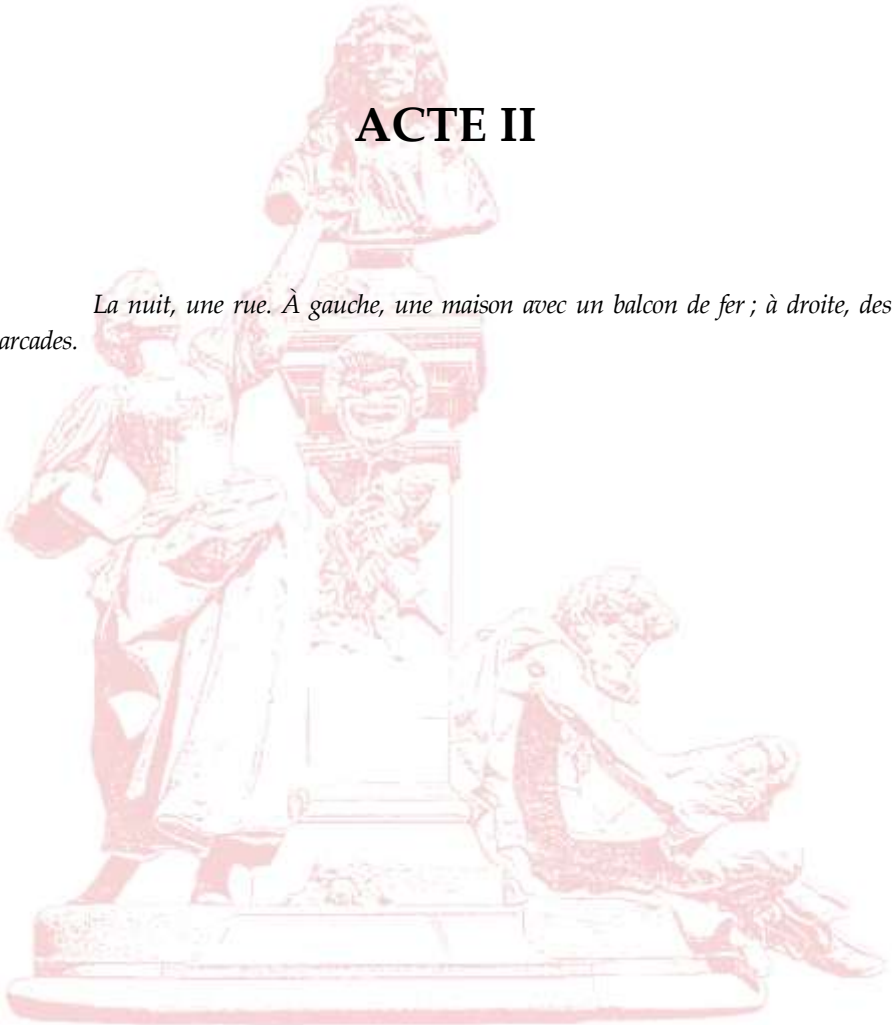 ACTE II
La nuit, une rue. À gauche, une maison avec un balcon de fer ; à droite, des
arcades.